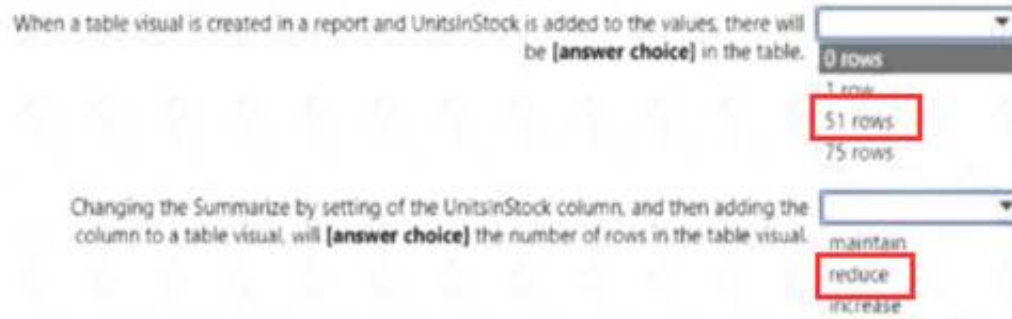 When a table visual is created in a report and UnitsInStock is added to the values, there will
be [answer choice] in the table.
0 rows
1 row
51 rows
75 rows
Changing the Summarize by setting of the UnitsInStock column, and then adding the
column to a table visual, will [answer choice] the number of rows in the table visual.
maintain
reduce
increase